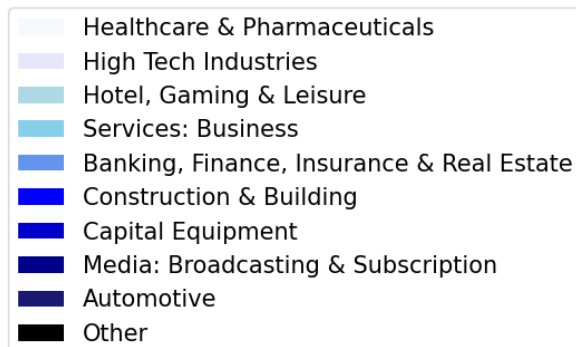 Healthcare & Pharmaceuticals
High Tech Industries
Hotel, Gaming & Leisure
Services: Business
Banking, Finance, Insurance & Real Estate
Construction & Building
Capital Equipment
Media: Broadcasting & Subscription
Automotive
Other